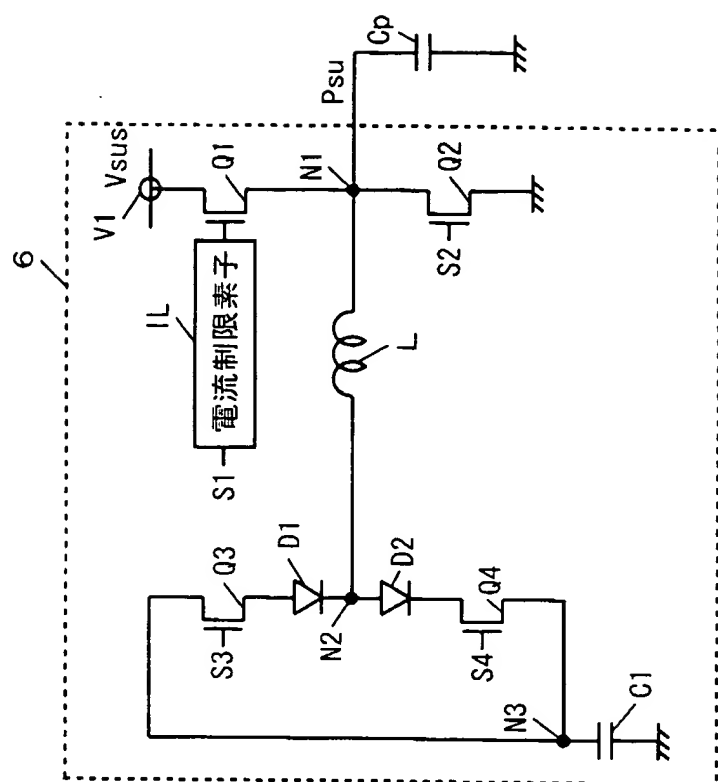 6
V1
Vsus
S1
電流制限素子
IL
Q1
N1
Psu
Cp
S2
Q2
L
S3
Q3
D1
N2
D2
S4
Q4
N3
C1